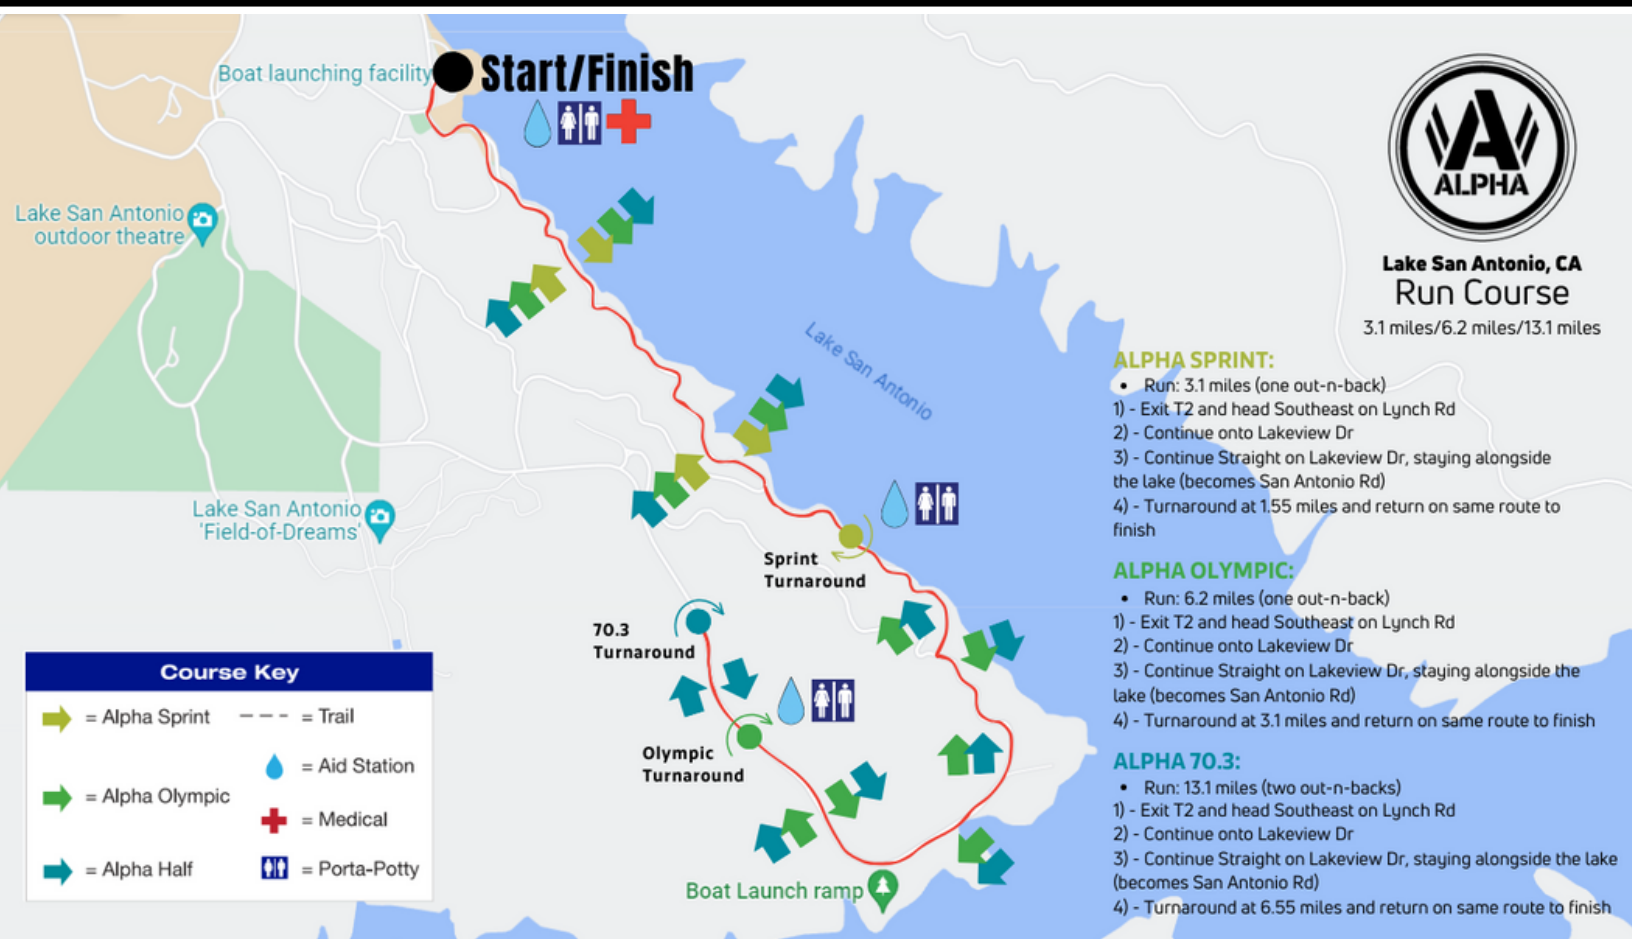 Boat launching facility
Start/Finish
Lake San Antonio
outdoor theatre
Lake San Antonio
Lake San Antonio
'Field-of-Dreams'
Sprint
Turnaround
70.3
Turnaround
Olympic
Turnaround
Boat Launch ramp
Course Key
= Alpha Sprint
= Trail
= Aid Station
= Alpha Olympic
= Medical
= Alpha Half
= Porta-Potty
A
ALPHA
Lake San Antonio, CA
Run Course
3.1 miles/6.2 miles/13.1 miles
ALPHA SPRINT:
• Run: 3.1 miles (one out-n-back)
1) - Exit T2 and head Southeast on Lynch Rd
2) - Continue onto Lakeview Dr
3) - Continue Straight on Lakeview Dr, staying alongside
the lake (becomes San Antonio Rd)
4) - Turnaround at 1.55 miles and return on same route to
finish
ALPHA OLYMPIC:
• Run: 6.2 miles (one out-n-back)
1) - Exit T2 and head Southeast on Lynch Rd
2) - Continue onto Lakeview Dr
3) - Continue Straight on Lakeview Dr, staying alongside the
lake (becomes San Antonio Rd)
4) - Turnaround at 3.1 miles and return on same route to finish
ALPHA 70.3:
• Run: 13.1 miles (two out-n-backs)
1) - Exit T2 and head Southeast on Lynch Rd
2) - Continue onto Lakeview Dr
3) - Continue Straight on Lakeview Dr, staying alongside the lake
(becomes San Antonio Rd)
4) - Turnaround at 6.55 miles and return on same route to finish